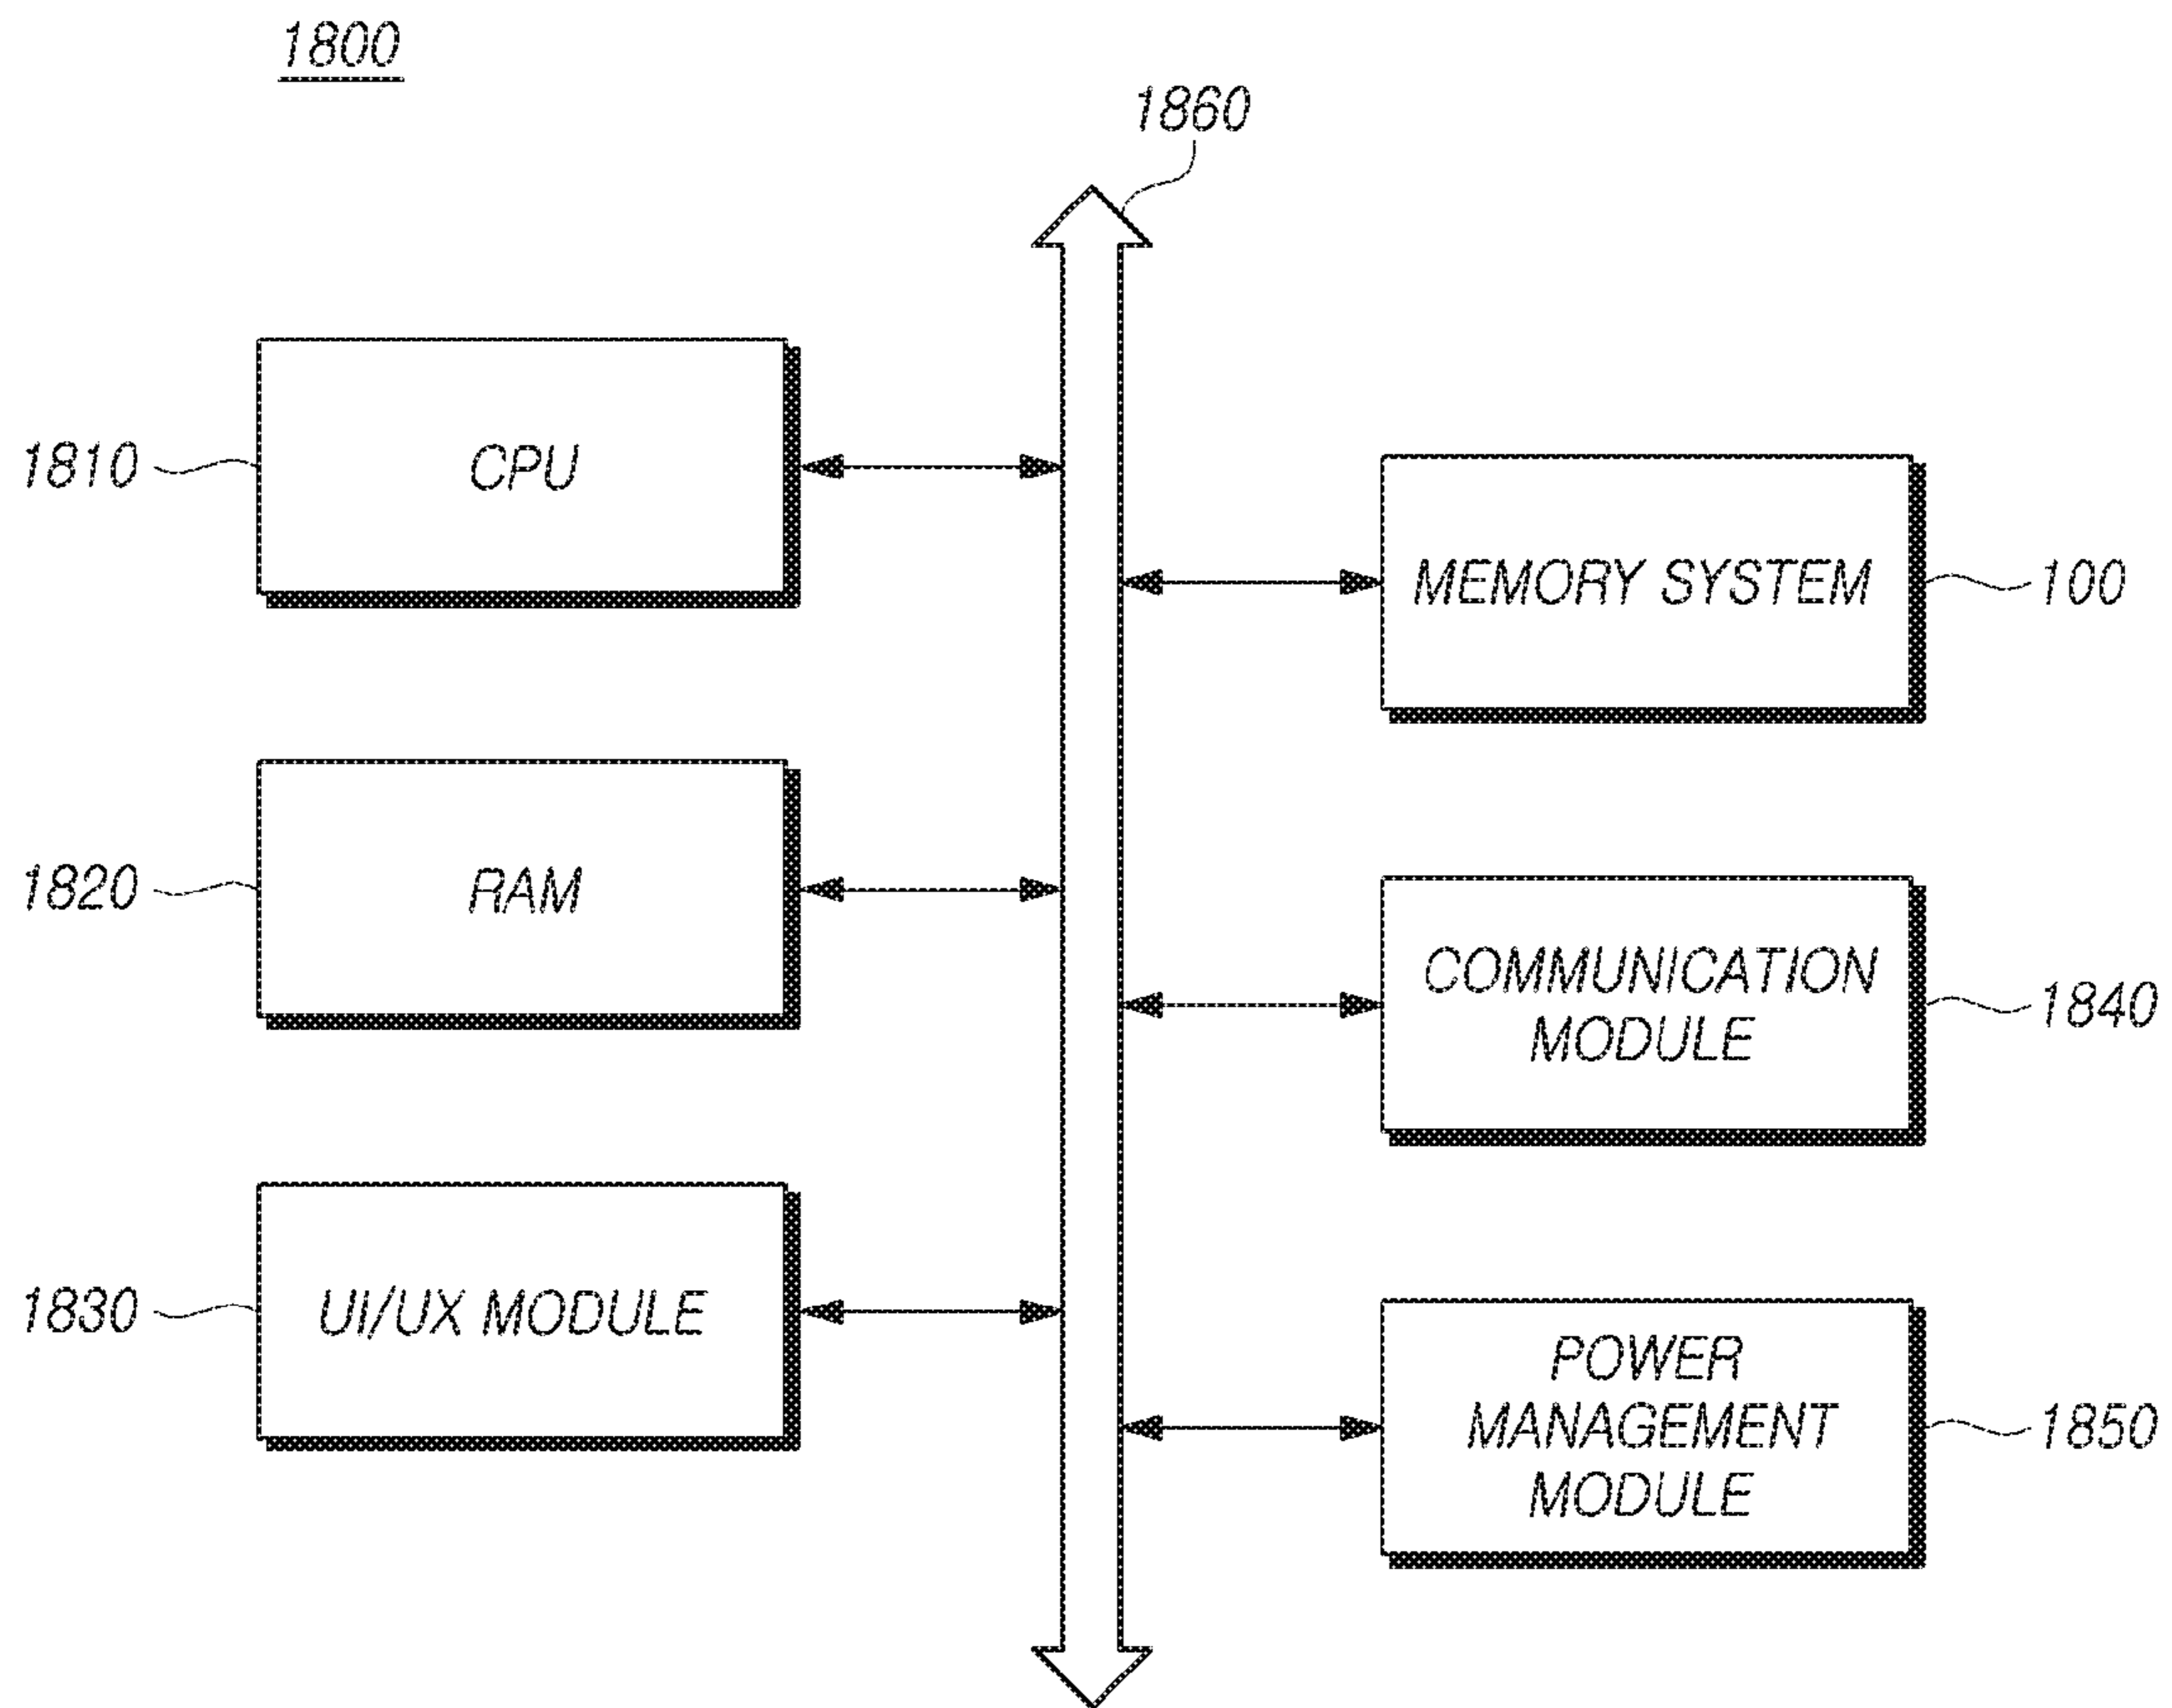 1800
1860
1810
CPU
MEMORY SYSTEM
100
1820
RAM
COMMUNICATION
MODULE
1840
1830
UI/UX MODULE
POWER
MANAGEMENT
MODULE
1850